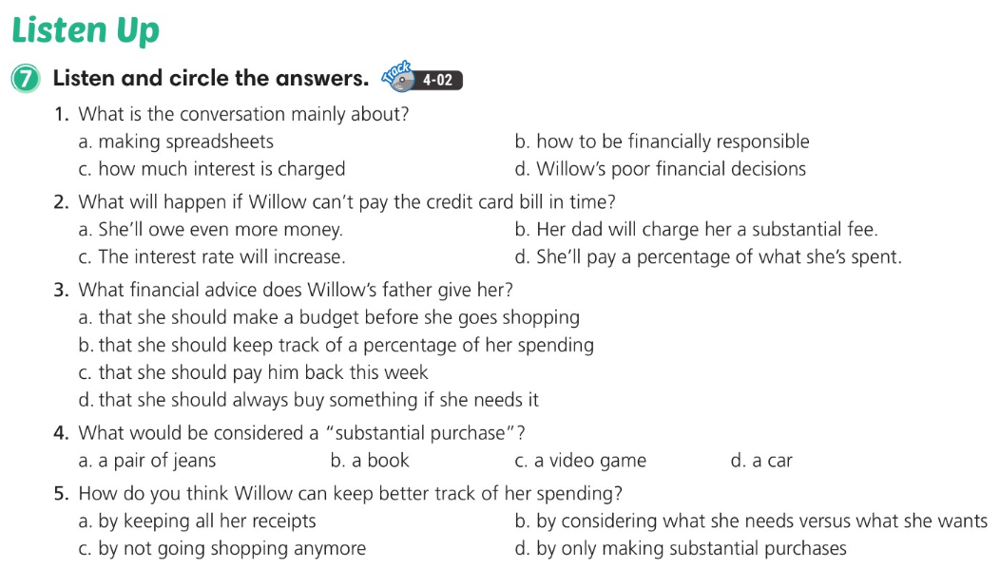 Listen Up
7 Listen and circle the answers. Track 4-02
1. What is the conversation mainly about?
a. making spreadsheets b. how to be financially responsible
c. how much interest is charged d. Willow's poor financial decisions
2. What will happen if Willow can't pay the credit card bill in time?
a. She'll owe even more money. b. Her dad will charge her a substantial fee.
c. The interest rate will increase. d. She'll pay a percentage of what she's spent.
3. What financial advice does Willow's father give her?
a. that she should make a budget before she goes shopping
b. that she should keep track of a percentage of her spending
c. that she should pay him back this week
d. that she should always buy something if she needs it
4. What would be considered a “substantial purchase”?
a. a pair of jeans b. a book c. a video game d. a car
5. How do you think Willow can keep better track of her spending?
a. by keeping all her receipts b. by considering what she needs versus what she wants
c. by not going shopping anymore d. by only making substantial purchases